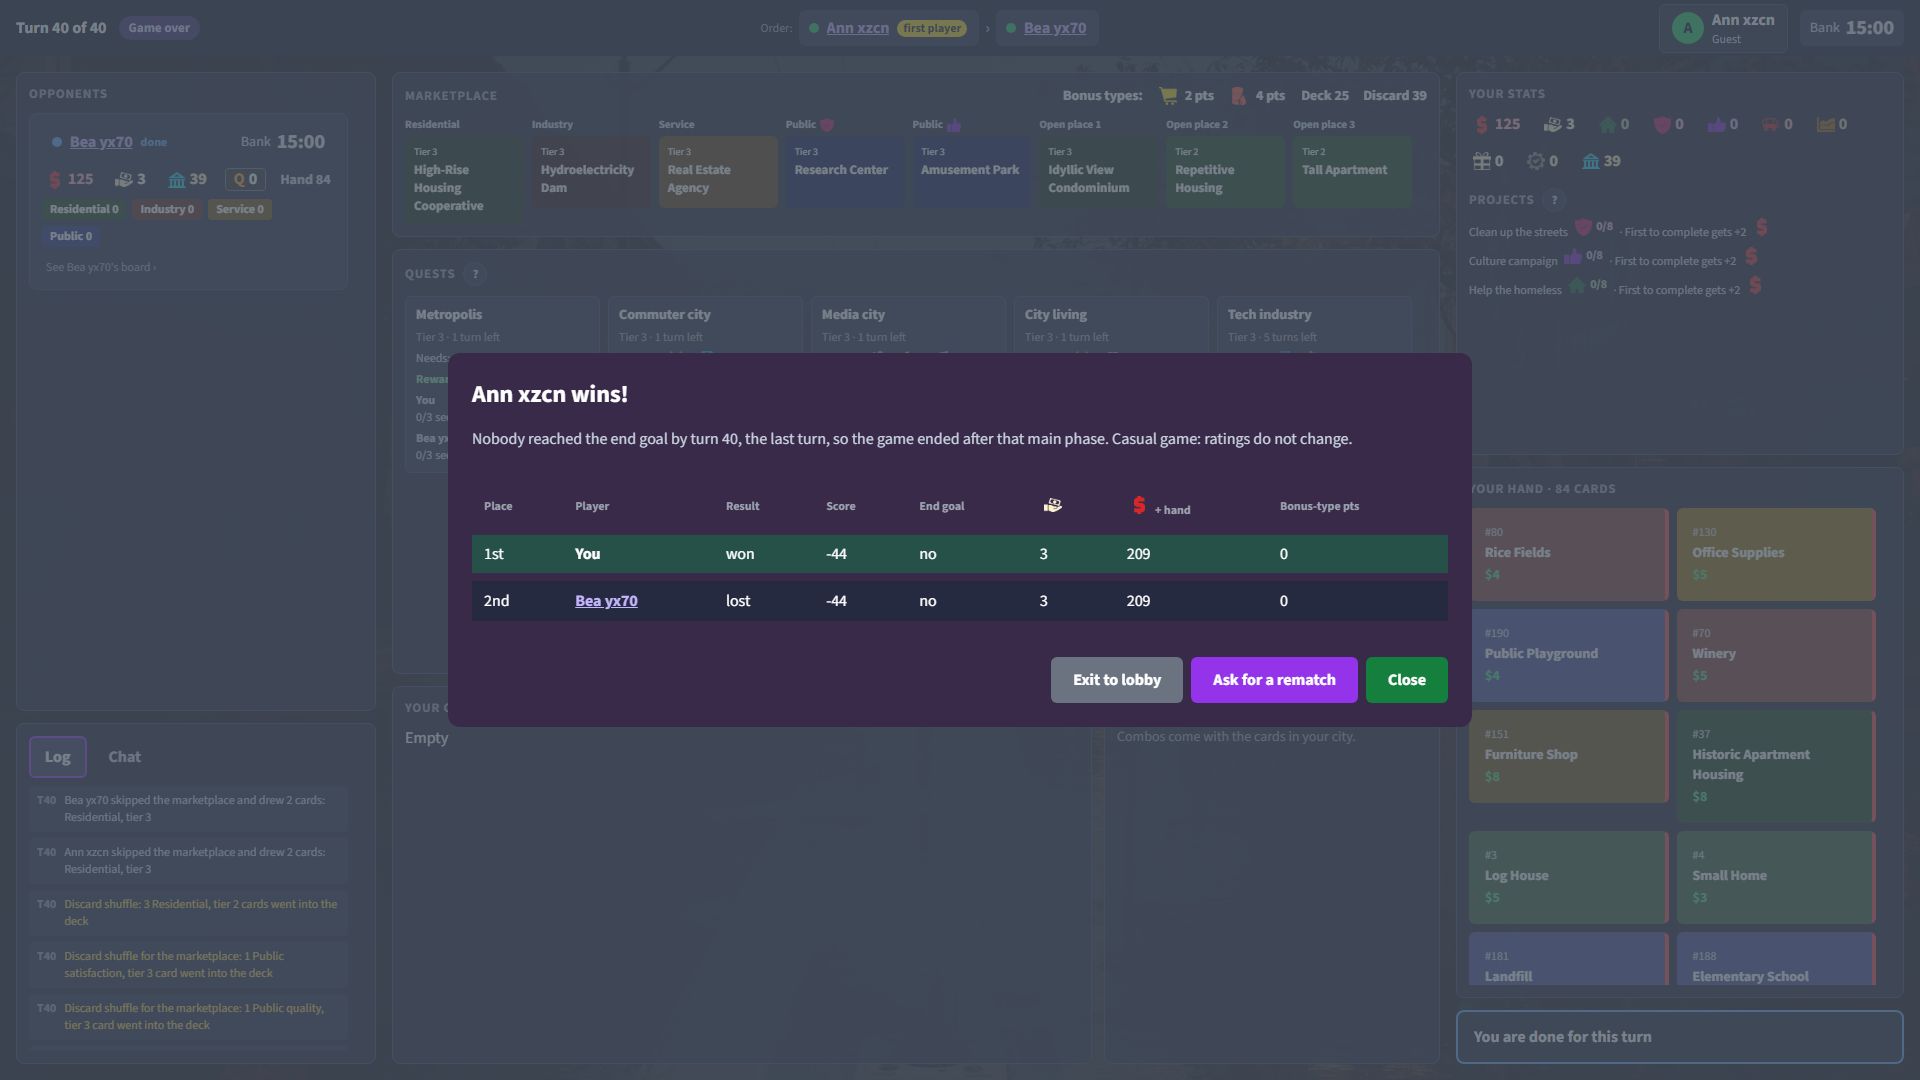 Turn 40 of 40 Game over
Order: Ann xzcn first player › Bea yx70
A Ann xzcn Guest
Bank 15:00
OPPONENTS
Bea yx70 done Bank 15:00
125 3 39 Q 0 Hand 84
Residential 0 Industry 0 Service 0
Public 0
See Bea yx70's board ›
MARKETPLACE
Bonus types: 2 pts 4 pts Deck 25 Discard 39
Residential
Tier 3
High-Rise
Housing
Cooperative
Industry
Tier 3
Hydroelectricity
Dam
Service
Tier 3
Real Estate
Agency
Public
Tier 3
Research Center
Public
Tier 3
Amusement Park
Open place 1
Tier 3
Idyllic View
Condominium
Open place 2
Tier 2
Repetitive
Housing
Open place 3
Tier 2
Tall Apartment
QUESTS ?
Metropolis
Tier 3 · 1 turn left
Needs:
You
Commuter city
Tier 3 · 1 turn left
Media city
Tier 3 · 1 turn left
City living
Tier 3 · 1 turn left
Tech industry
Tier 3 · 5 turns left
YOUR STATS
125 3 0 0 0 0 0
0 0 39
PROJECTS ?
Clean up the streets 0/8 · First to complete gets +2
Culture campaign 0/8 · First to complete gets +2
Help the homeless 0/8 · First to complete gets +2
Ann xzcn wins!
Nobody reached the end goal by turn 40, the last turn, so the game ended after that main phase. Casual game: ratings do not change.
Place Player Result Score End goal + hand Bonus-type pts
1st You won -44 no 3 209 0
2nd Bea yx70 lost -44 no 3 209 0
Exit to lobby Ask for a rematch Close
Empty
Combos come with the cards in your city.
Log Chat
T40 Bea yx70 skipped the marketplace and drew 2 cards:
Residential, tier 3
T40 Ann xzcn skipped the marketplace and drew 2 cards:
Residential, tier 3
T40 Discard shuffle: 3 Residential, tier 2 cards went into the
deck
T40 Discard shuffle for the marketplace: 1 Public
satisfaction, tier 3 card went into the deck
T40 Discard shuffle for the marketplace: 1 Public quality,
tier 3 card went into the deck
YOUR HAND · 84 CARDS
#80
Rice Fields
$4
#130
Office Supplies
$5
#190
Public Playground
$4
#70
Winery
$5
#151
Furniture Shop
$8
#37
Historic Apartment
Housing
$8
#3
Log House
$5
#4
Small Home
$3
#181
Landfill
#188
Elementary School
You are done for this turn